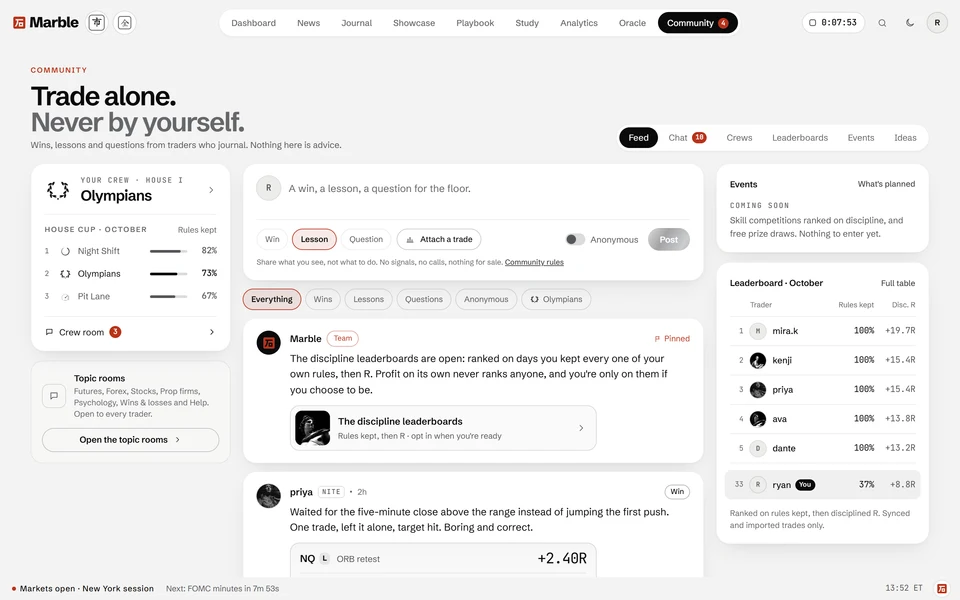 Marble
Dashboard
News
Journal
Showcase
Playbook
Study
Analytics
Oracle
Community 4
0:07:53
R
COMMUNITY
Trade alone.
Never by yourself.
Wins, lessons and questions from traders who journal. Nothing here is advice.
Feed
Chat 10
Crews
Leaderboards
Events
Ideas
YOUR CREW · HOUSE I
Olympians
HOUSE CUP · OCTOBER Rules kept
1 Night Shift 82%
2 Olympians 73%
3 Pit Lane 67%
Crew room 3
Topic rooms
Futures, Forex, Stocks, Prop firms,
Psychology, Wins & losses and Help.
Open to every trader.
Open the topic rooms
R A win, a lesson, a question for the floor.
Win
Lesson
Question
Attach a trade
Anonymous
Post
Share what you see, not what to do. No signals, no calls, nothing for sale. Community rules
Everything
Wins
Lessons
Questions
Anonymous
Olympians
Marble Team Pinned
The discipline leaderboards are open: ranked on days you kept every one of your
own rules, then R. Profit on its own never ranks anyone, and you're only on them if
you choose to be.
The discipline leaderboards
Rules kept, then R · opt in when you're ready
priya NITE • 2h Win
Waited for the five-minute close above the range instead of jumping the first push.
One trade, left it alone, target hit. Boring and correct.
NQ L ORB retest +2.40R
Events What's planned
COMING SOON
Skill competitions ranked on discipline, and
free prize draws. Nothing to enter yet.
Leaderboard · October Full table
Trader Rules kept Disc. R
1 M mira.k 100% +19.7R
2 kenji 100% +15.4R
3 priya 100% +15.4R
4 ava 100% +13.8R
5 D dante 100% +13.2R
33 R ryan You 37% +8.8R
Ranked on rules kept, then disciplined R. Synced
and imported trades only.
Markets open · New York session Next: FOMC minutes in 7m 53s
13:52 ET